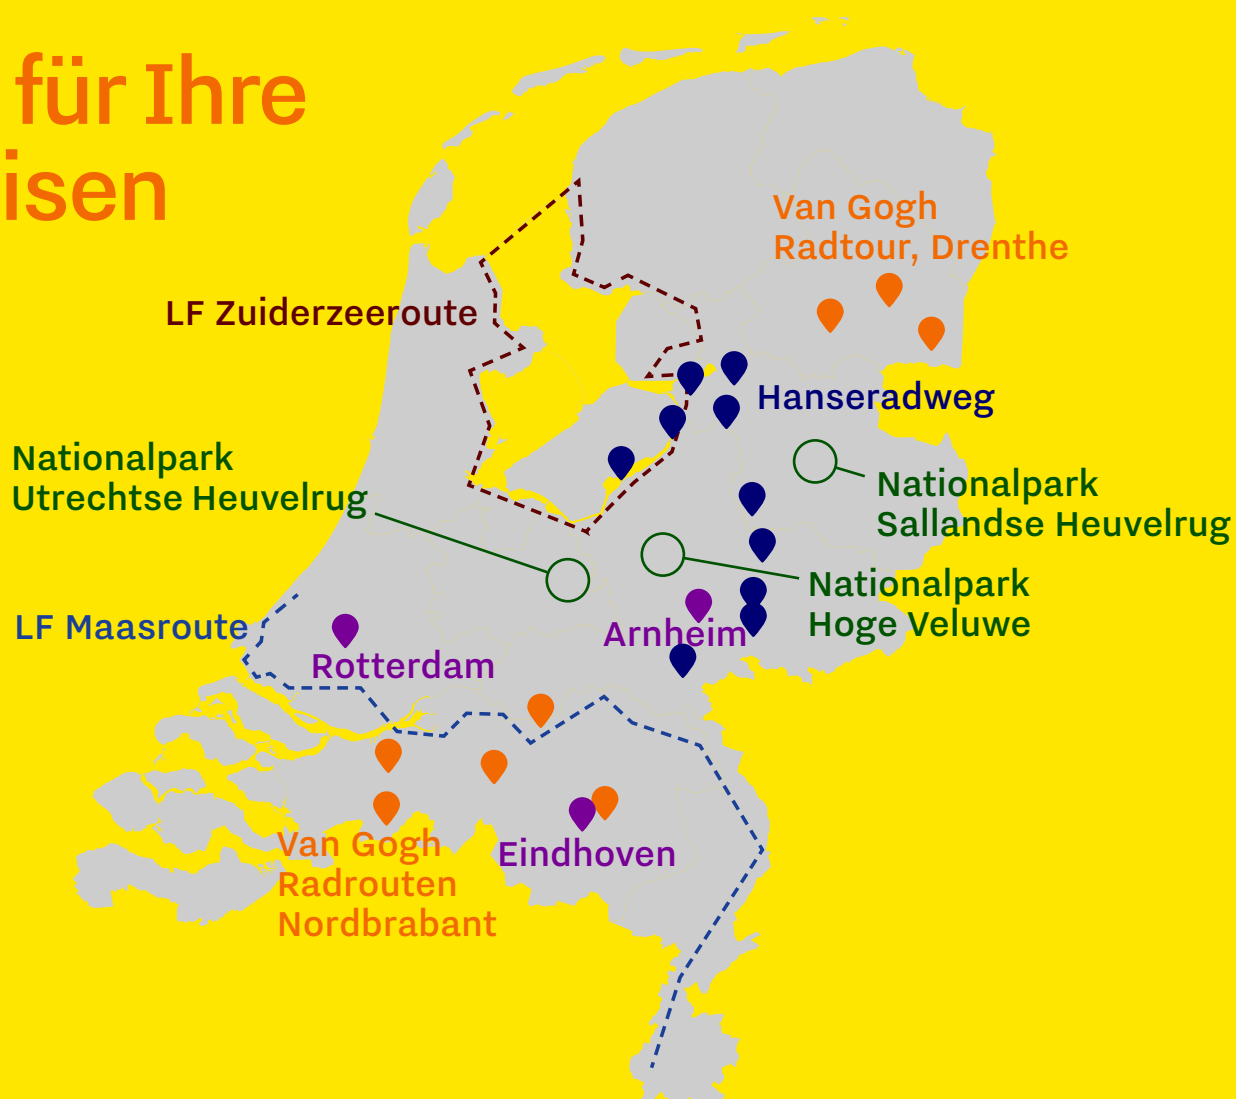 für Ihre
isen
Van Gogh
Radtour, Drenthe
LF Zuiderzeeroute
Hanseradweg
Nationalpark
Utrechtse Heuvelrug
Nationalpark
Sallandse Heuvelrug
Nationalpark
Hoge Veluwe
LF Maasroute
Arnheim
Rotterdam
Van Gogh
Radrouten
Nordbrabant
Eindhoven